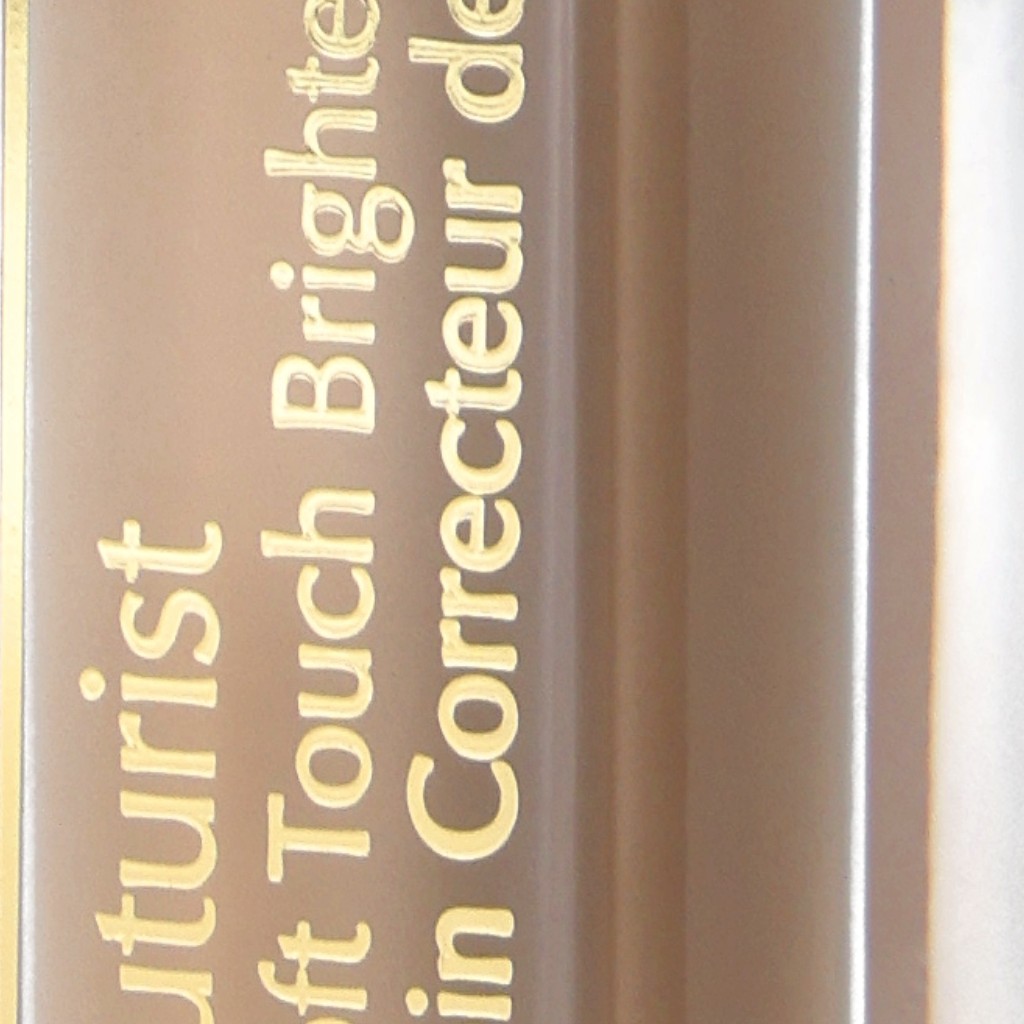 uturist
oft Touch Brighte
in Correcteur de